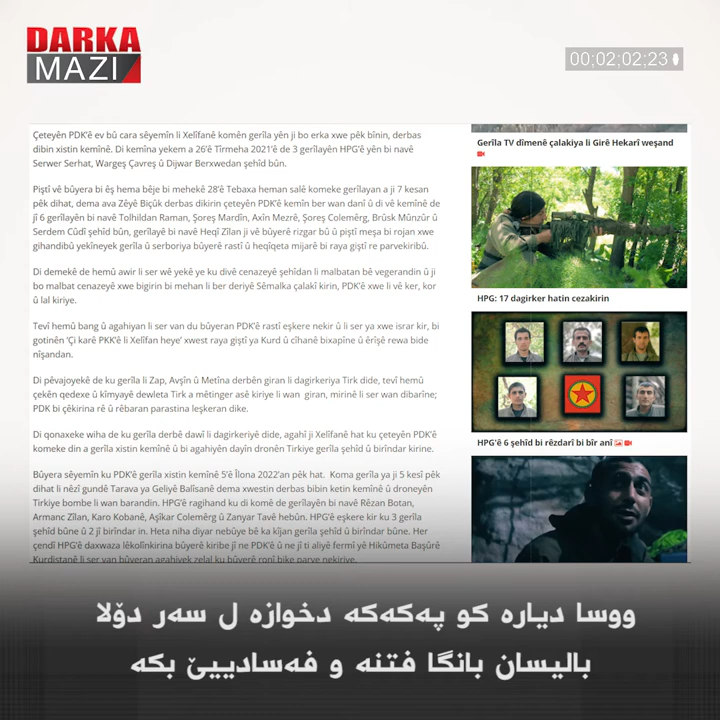 DARKA
MAZI
00;02;02;23
Çeteyên PDK'ê ev bû cara sêyemîn li Xelîfanê komên gerîla yên ji bo erka xwe pêk bînin, derbas
dibin xistin kemînê. Di kemîna yekem a 26'ê Tîrmeha 2021'ê de 3 gerîlayên HPG'ê yên bi navê
Serwer Serhat, Wargeş Çavreş û Dijwar Berxwedan şehîd bûn.
Piştî vê bûyera bi êş hema bêje bi mehekê 28'ê Tebaxa heman salê komeke gerîlayan a ji 7 kesan
pêk dihat, dema ava Zêyê Biçûk derbas dikirin çeteyên PDK'ê kemîn ber wan danî û di vê kemînê de
jî 6 gerîlayên bi navê Tolhildan Raman, Şoreş Mardîn, Axîn Mezrê, Şoreş Colemêrg, Brûsk Mûnzûr û
Serdem Cûdî şehîd bûn, gerîlayê bi navê Heqî Zîlan ji vê bûyerê rizgar bû û piştî meşa bi rojan xwe
gihandibû yekîneyek gerîla û serboriya bûyerê rastî û heqîqeta mijarê bi raya giştî re parvekiribû.
Di demekê de hemû awir li ser wê yekê ye ku divê cenazeyê şehîdan li malbatan bê vegerandin û ji
bo malbat cenazeyê xwe bigirin bi mehan li ber deriyê Sêmalka çalakî kirin, PDK'ê xwe li vê ker, kor
û lal kiriye.
Tevî hemû bang û agahiyan li ser van du bûyeran PDK'ê rastî eşkere nekir û li ser ya xwe israr kir, bi
gotinên 'Çi karê PKK'ê li Xelîfan heye' xwest raya giştî ya Kurd û cîhanê bixapîne û êrîşê rewa bide
nîşandan.
Di pêvajoyekê de ku gerîla li Zap, Avşîn û Metîna derbên giran li dagirkeriya Tirk dide, tevî hemû
çekên qedexe û kîmyayê dewleta Tirk a mêtinger asê kiriye li wan giran, mirinê li ser wan dibarîne;
PDK bi çêkirina rê û rêbaran parastina leşkeran dike.
Di qonaxeke wiha de ku gerîla derbê dawî li dagirkeriyê dide, agahî ji Xelîfanê hat ku çeteyên PDK'ê
komeke din a gerîla xistin kemînê û bi agahiyên dayîn dronên Tirkiye gerîla şehîd û birîndar kirine.
Bûyera sêyemîn ku PDK'ê gerîla xistin kemînê 5'ê Îlona 2022'an pêk hat. Koma gerîla ya ji 5 kesî pêk
dihat li nêzî gundê Tarava ya Geliyê Balîsanê dema xwestin derbas bibin ketin kemînê û droneyên
Tirkiye bombe li wan barandin. HPG'ê ragihand ku di komê de gerîlayên bi navê Rêzan Botan,
Armanc Zîlan, Karo Kobanê, Aşîkar Colemêrg û Zanyar Tavê hebûn. HPG'ê eşkere kir ku 3 gerîla
şehîd bûne û 2 jî birîndar in. Heta niha diyar nebûye bê ka kîjan gerîla şehîd û birîndar bûne. Her
çendî HPG'ê daxwaza lêkolînkirina bûyerê kiribe jî ne PDK'ê û ne jî ti aliyê fermî yê Hikûmeta Başûrê
Kurdistanê li ser van bûyeran agahiyek zelal ku bûyerê ronî bike parve nekiriye.
Gerîla TV dîmenê çalakiya li Girê Hekarî weşand
HPG: 17 dagirker hatin cezakirin
HPG'ê 6 şehîd bi rêzdarî bi bîr anî
ووسا دیارە کو پەکەکە دخوازە ل سەر دۆلا
بالیسان بانگا فتنە و فەسادیێ بکە